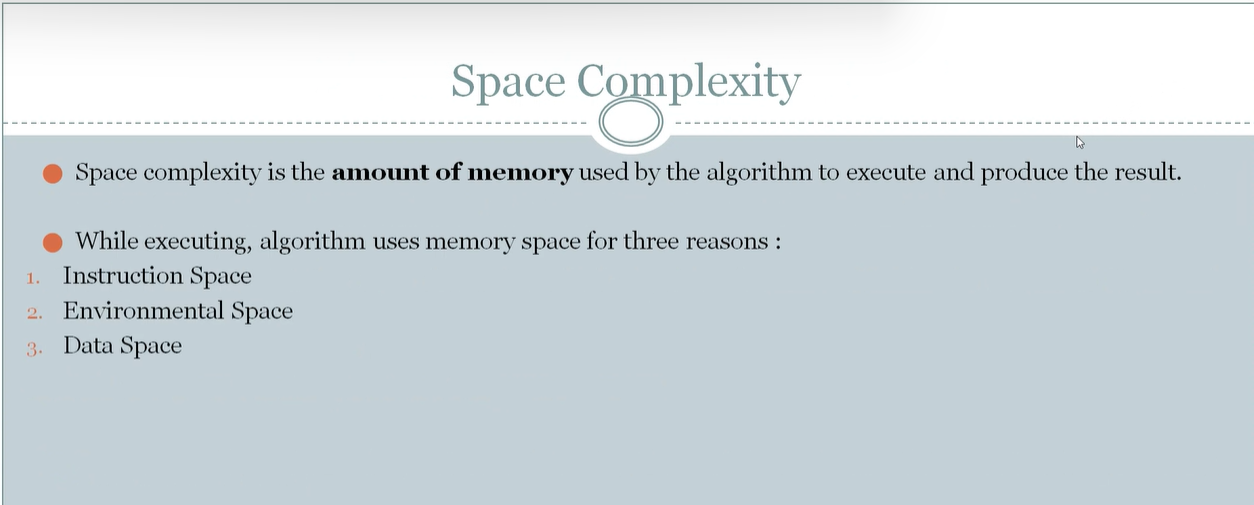 Space Complexity
Space complexity is the amount of memory used by the algorithm to execute and produce the result.
While executing, algorithm uses memory space for three reasons :
1. Instruction Space
2. Environmental Space
3. Data Space